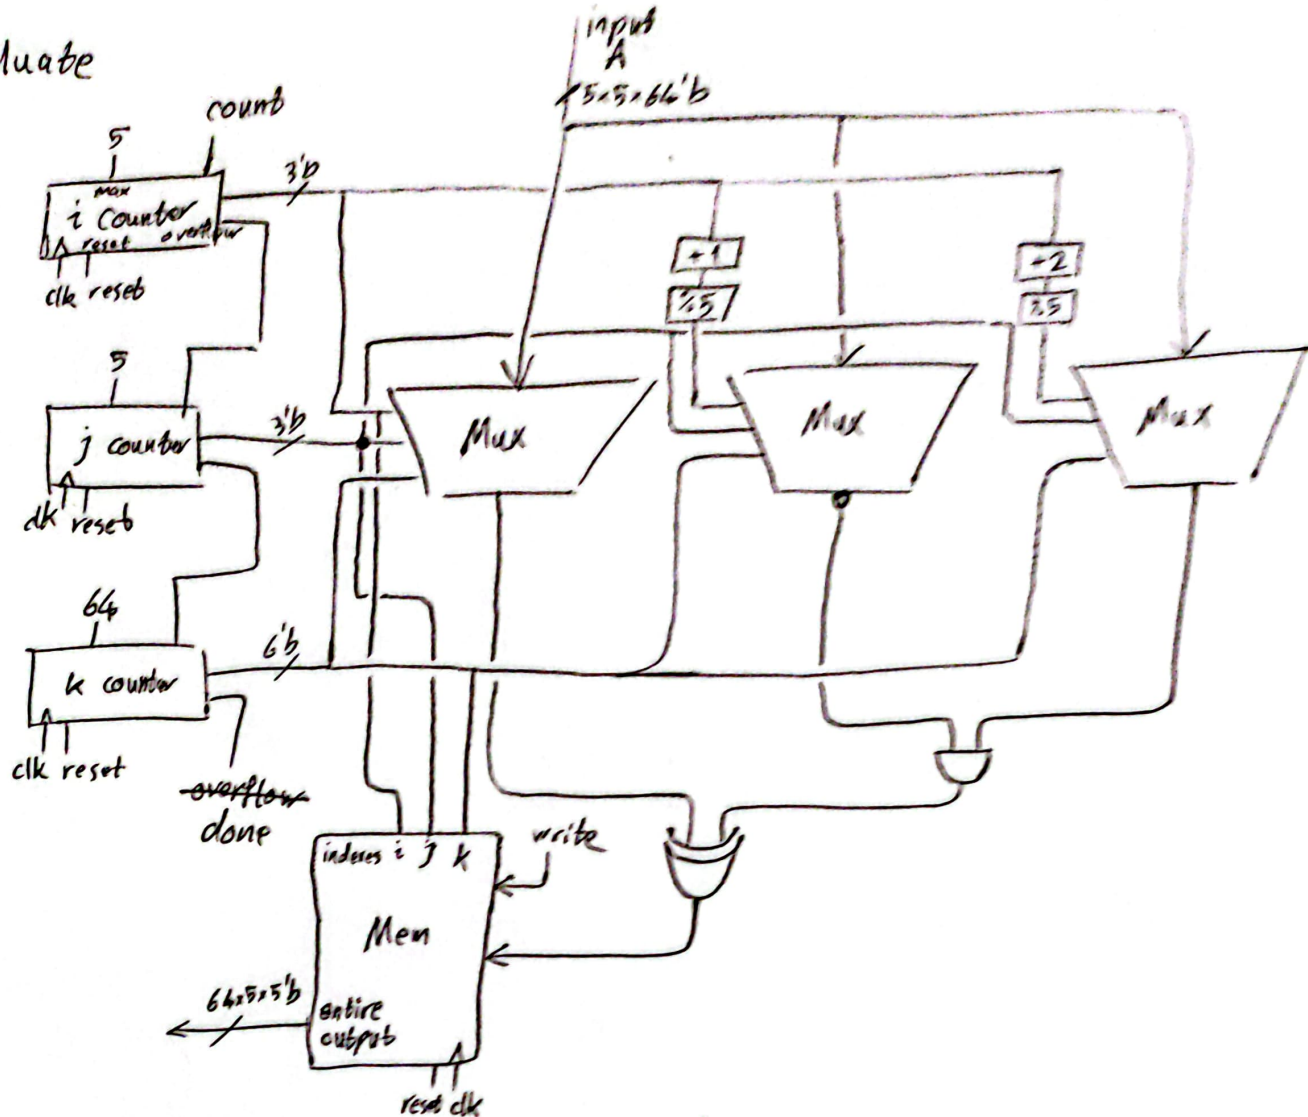 luate
input
A
5×5×64'b
count
5
3'b
max
i counter
reset overflow
clk reset
+1
+2
%5
%5
5
3'b
j counter
clk reset
Mux
Mux
Mux
64
6'b
k counter
clk reset
overflow
done
indexes i j k
write
Mem
64×5×5'b
entire
output
reset clk